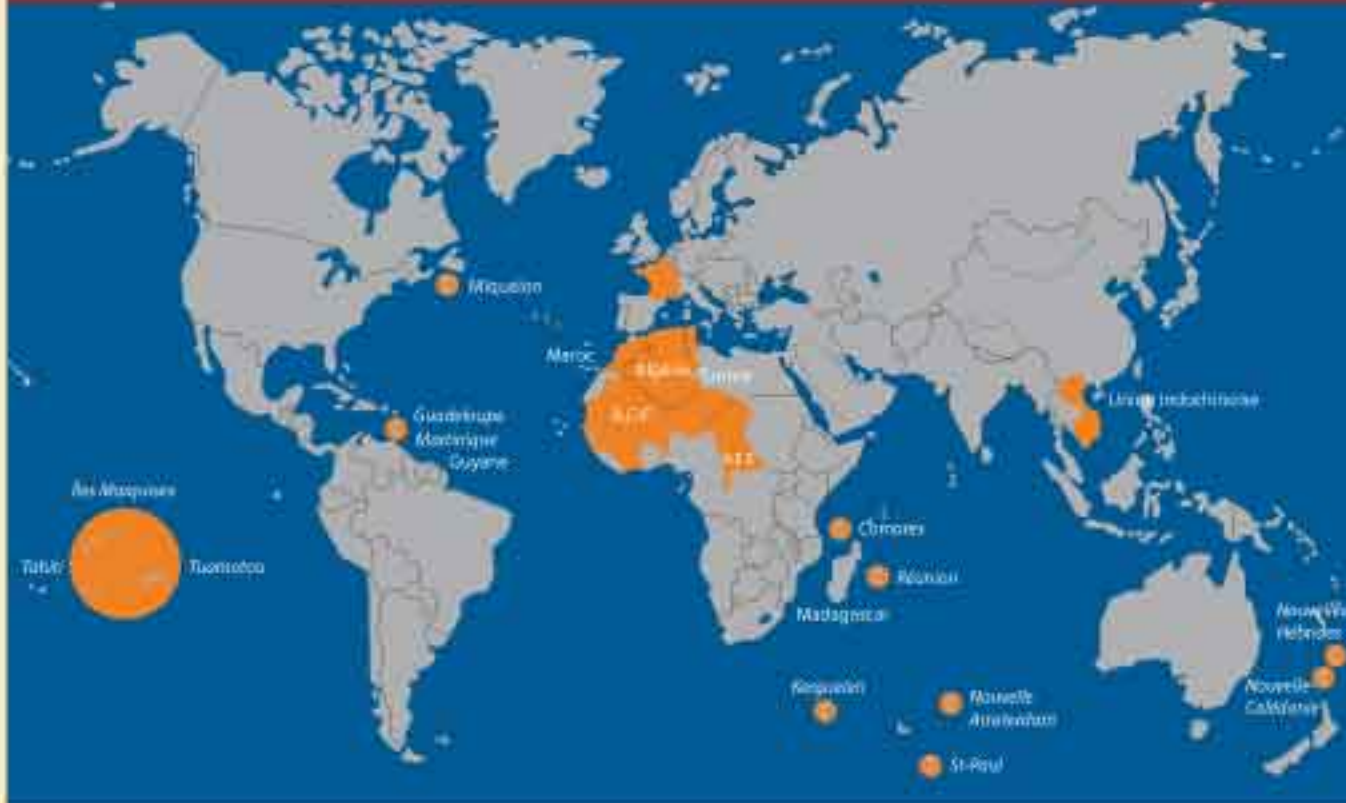 Miquelon
Maroc
Algérie
Tunisie
A.O.F.
Union Indochinoise
Guadeloupe
Martinique
Guyane
Îles Marquises
Tahiti
Tuamotou
Comores
Réunion
Madagascar
Nouvelles
Hébrides
Nouvelle
Calédonie
Kerguelen
Nouvelle
Amsterdam
St-Paul